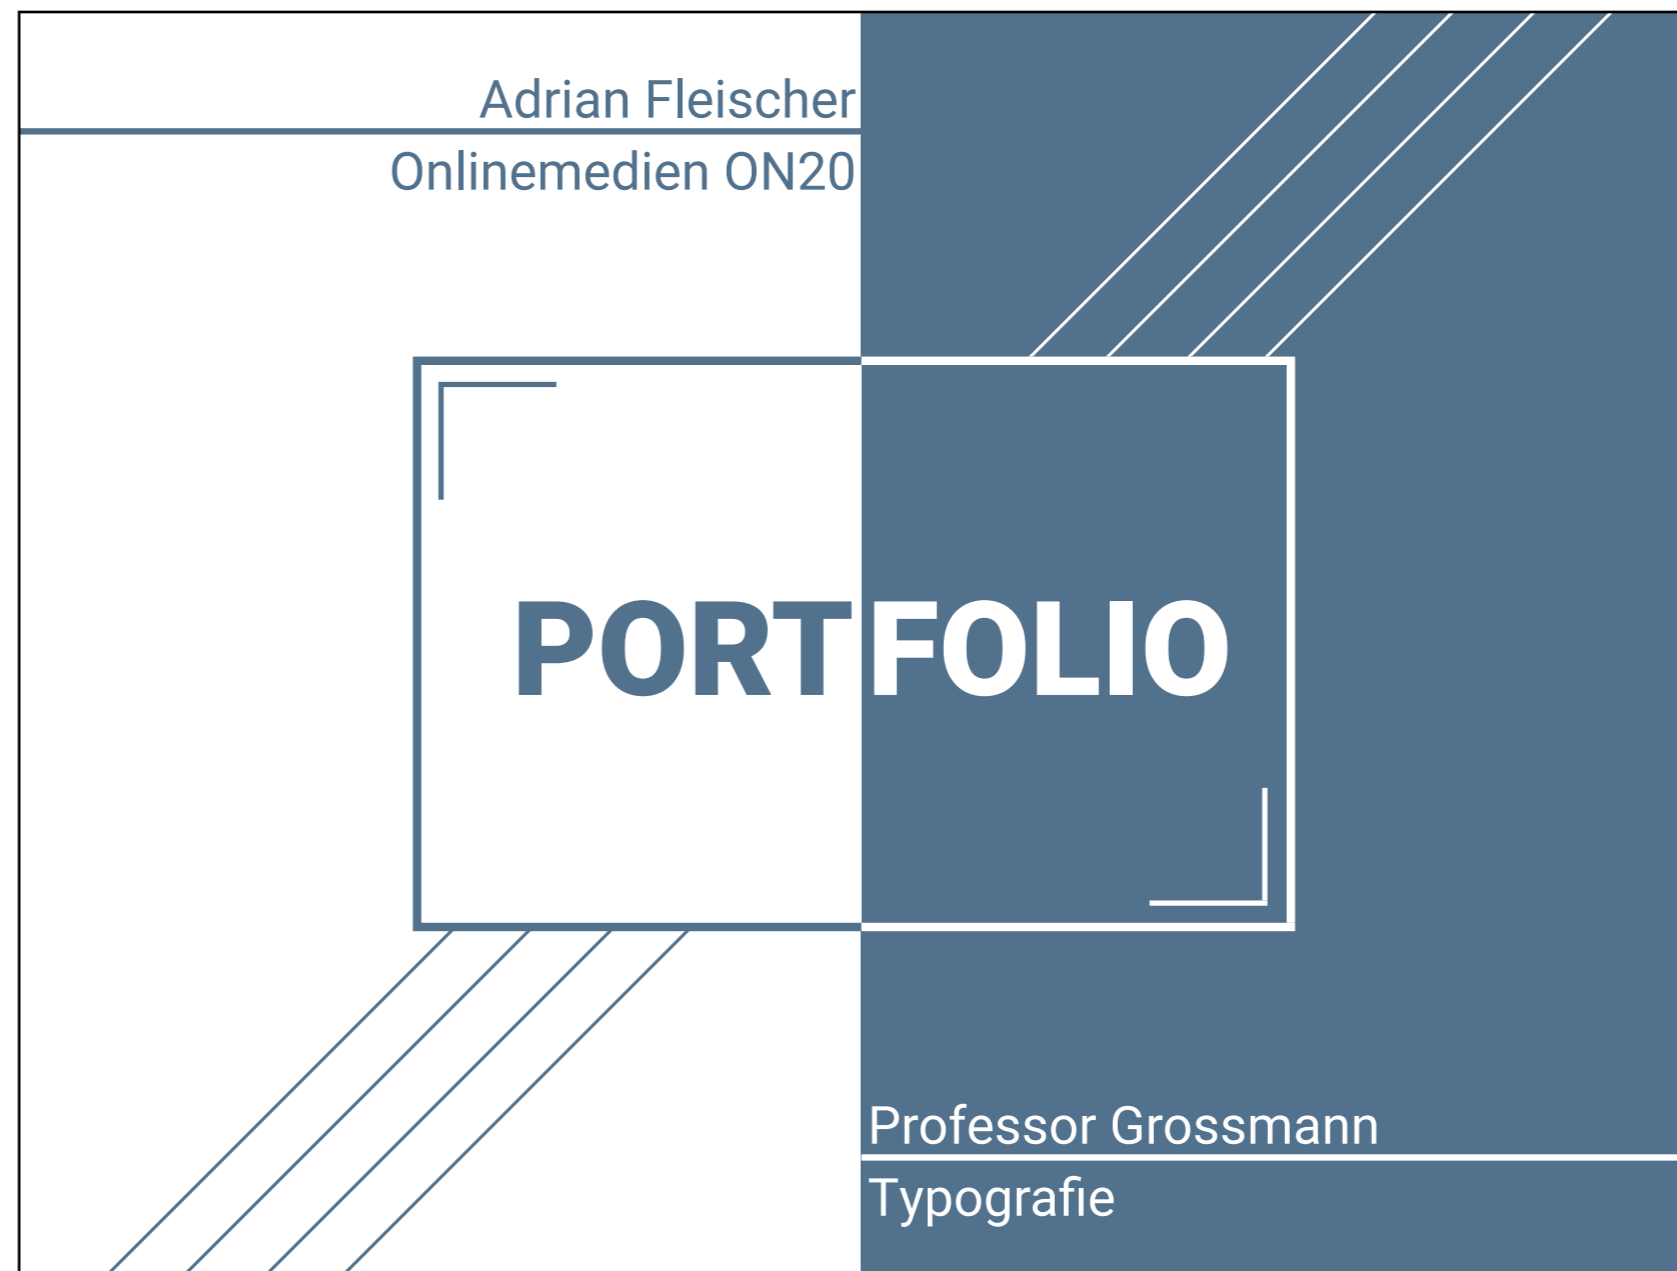 Adrian Fleischer
Onlinemedien ON20
PORTFOLIO
Professor Grossmann
Typografie